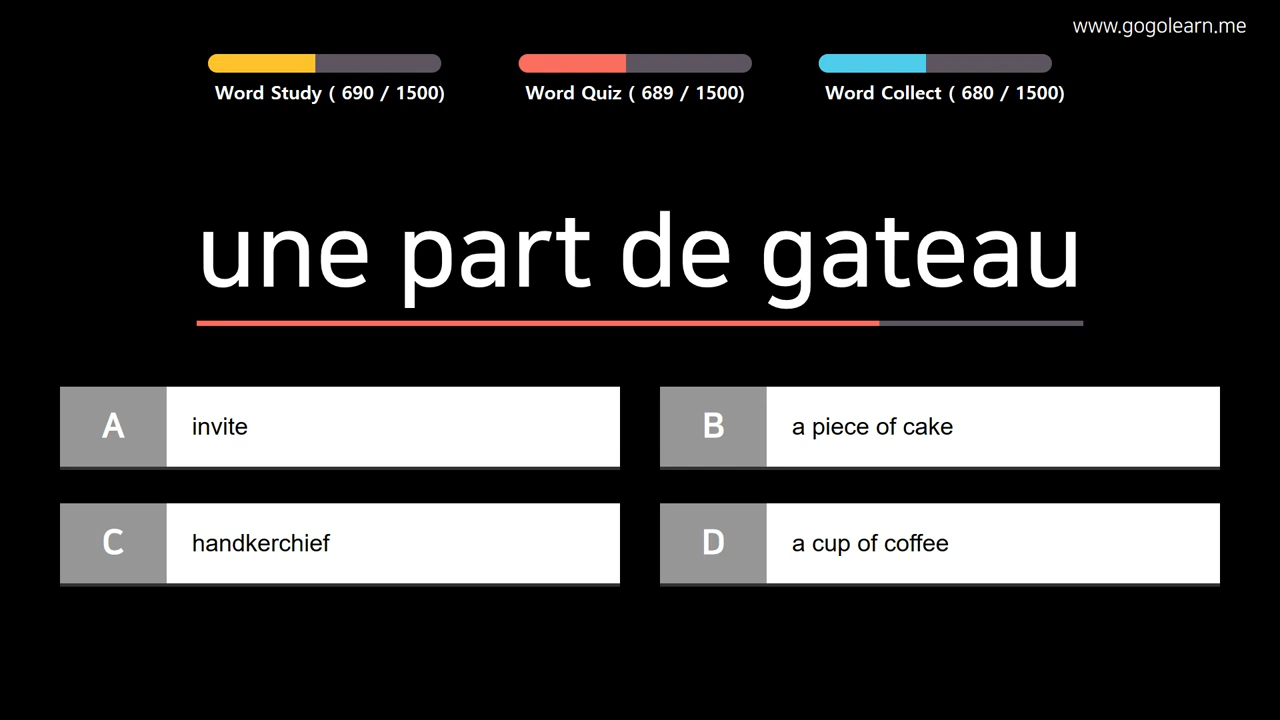 www.gogolearn.me
Word Study ( 690 / 1500)
Word Quiz ( 689 / 1500)
Word Collect ( 680 / 1500)
une part de gateau
A
invite
B
a piece of cake
C
handkerchief
D
a cup of coffee